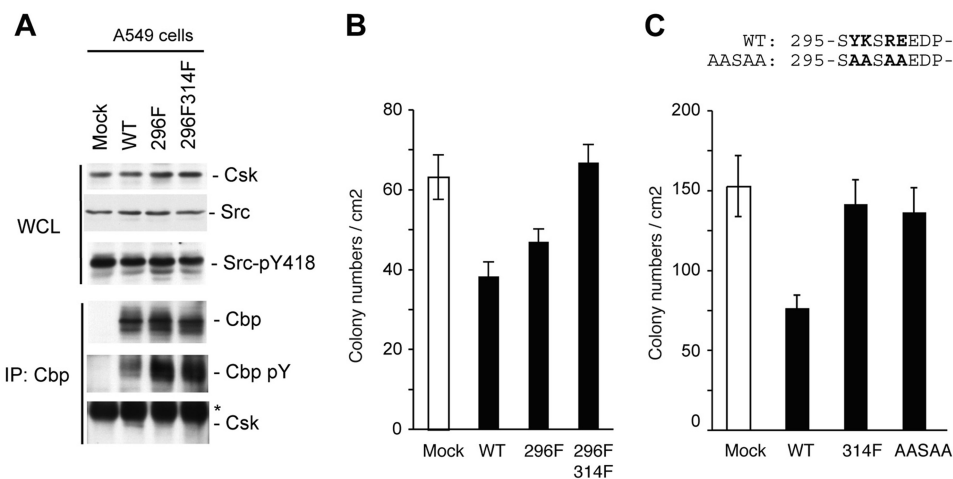 A
A549 cells
Mock
WT
296F
296F314F
WCL
- Csk
- Src
- Src-pY418
IP: Cbp
- Cbp
- Cbp pY
*
- Csk
B
Colony numbers / cm2
80
60
40
20
0
Mock WT 296F 296F
314F
C
WT: 295-SYKSREEDP-
AASAA: 295-SAASAAEDP-
Colony numbers / cm2
200
150
100
50
0
Mock WT 314F AASAA